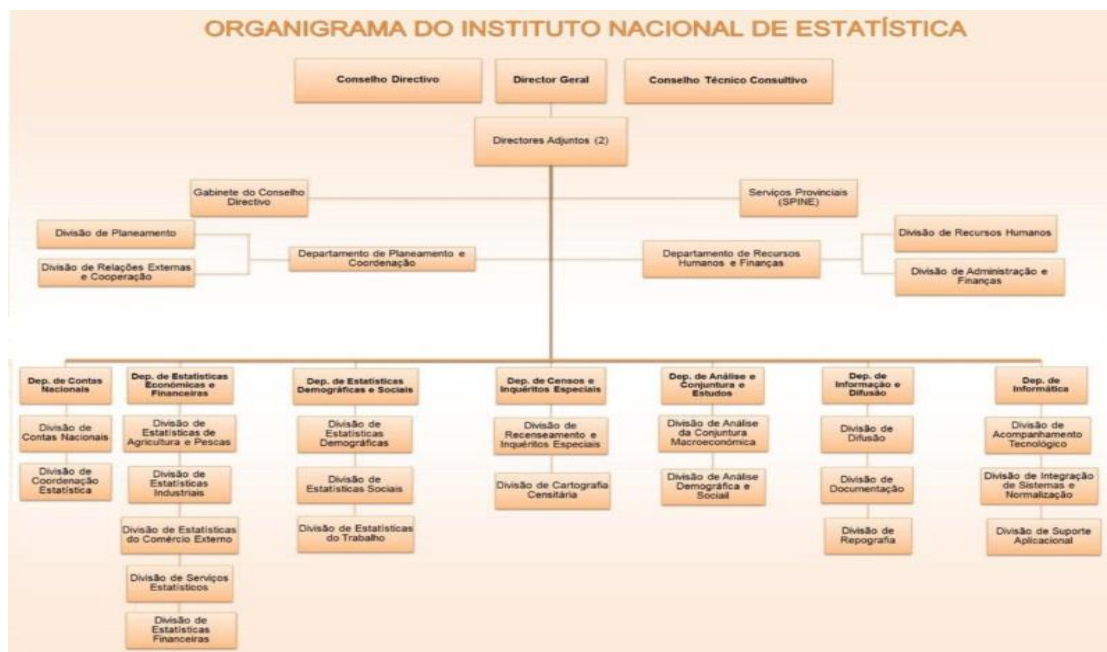 ORGANIGRAMA DO INSTITUTO NACIONAL DE ESTATÍSTICA
Conselho Directivo
Director Geral
Conselho Técnico Consultivo
Directores Adjuntos (2)
Gabinete do Conselho
Directivo
Serviços Provinciais
(SPINE)
Divisão de Planeamento
Divisão de Relações Externas
e Cooperação
Departamento de Planeamento e
Coordenação
Departamento de Recursos
Humanos e Finanças
Divisão de Recursos Humanos
Divisão de Administração e
Finanças
Dep. de Contas
Nacionais
Divisão de
Contas Nacionais
Divisão de
Coordenação
Estatística
Dep. de Estatísticas
Económicas e
Financeiras
Divisão de
Estatísticas de
Agricultura e Pescas
Divisão de
Estatísticas
Industriais
Divisão de Estatísticas
do Comércio Externo
Divisão de Serviços
Estatísticos
Divisão de
Estatísticas
Financeiras
Dep. de Estatísticas
Demográficas e Sociais
Divisão de
Estatísticas
Demográficas
Divisão de
Estatísticas Sociais
Divisão de Estatísticas
do Trabalho
Dep. de Censos e
Inquéritos Especiais
Divisão de
Recenseamento e
Inquéritos Especiais
Divisão de Cartografia
Censitária
Dep. de Análise e
Conjuntura e
Estudos
Divisão de Análise
da Conjuntura
Macroeconómica
Divisão de Análise
Demográfica e
Sociail
Dep. de
Informação e
Difusão
Divisão de
Difusão
Divisão de
Documentação
Divisão de
Repografia
Dep. de
Informática
Divisão de
Acompanhamento
Tecnológico
Divisão de Integração
de Sistemas e
Normalização
Divisão de Suporte
Aplicacional